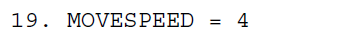 19. MOVESPEED = 4